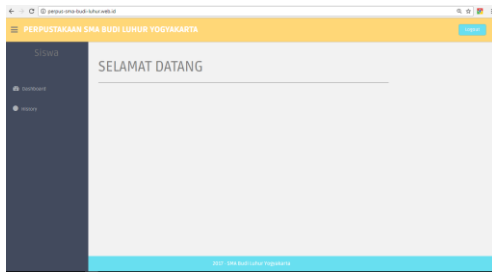 perpus-sma-budi-luhur.web.id
PERPUSTAKAAN SMA BUDI LUHUR YOGYAKARTA
Logout
Siswa
SELAMAT DATANG
Dashboard
History
2017 - SMA Budi Luhur Yogyakarta